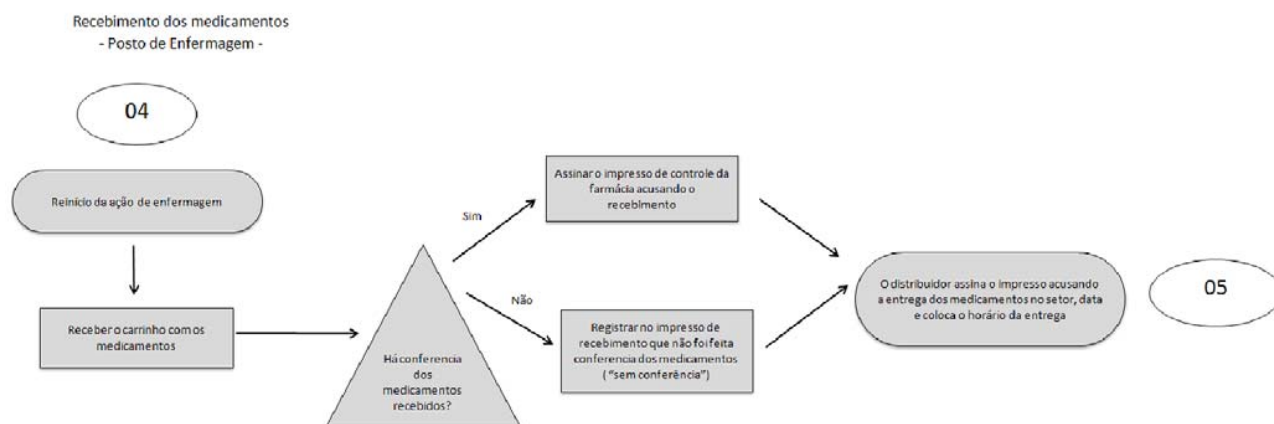 Recebimento dos medicamentos
- Posto de Enfermagem -
04
Reinício da ação de enfermagem
Receber o carrinho com os
medicamentos
Há conferencia
dos
medicamentos
recebidos?
Sim
Assinar o impresso de controle da
farmácia acusando o
recebimento
Não
Registrar no impresso de
recebimento que não foi feita
conferencia dos medicamentos
( “sem conferência”)
O distribuidor assina o impresso acusando
a entrega dos medicamentos no setor, data
e coloca o horário da entrega
05